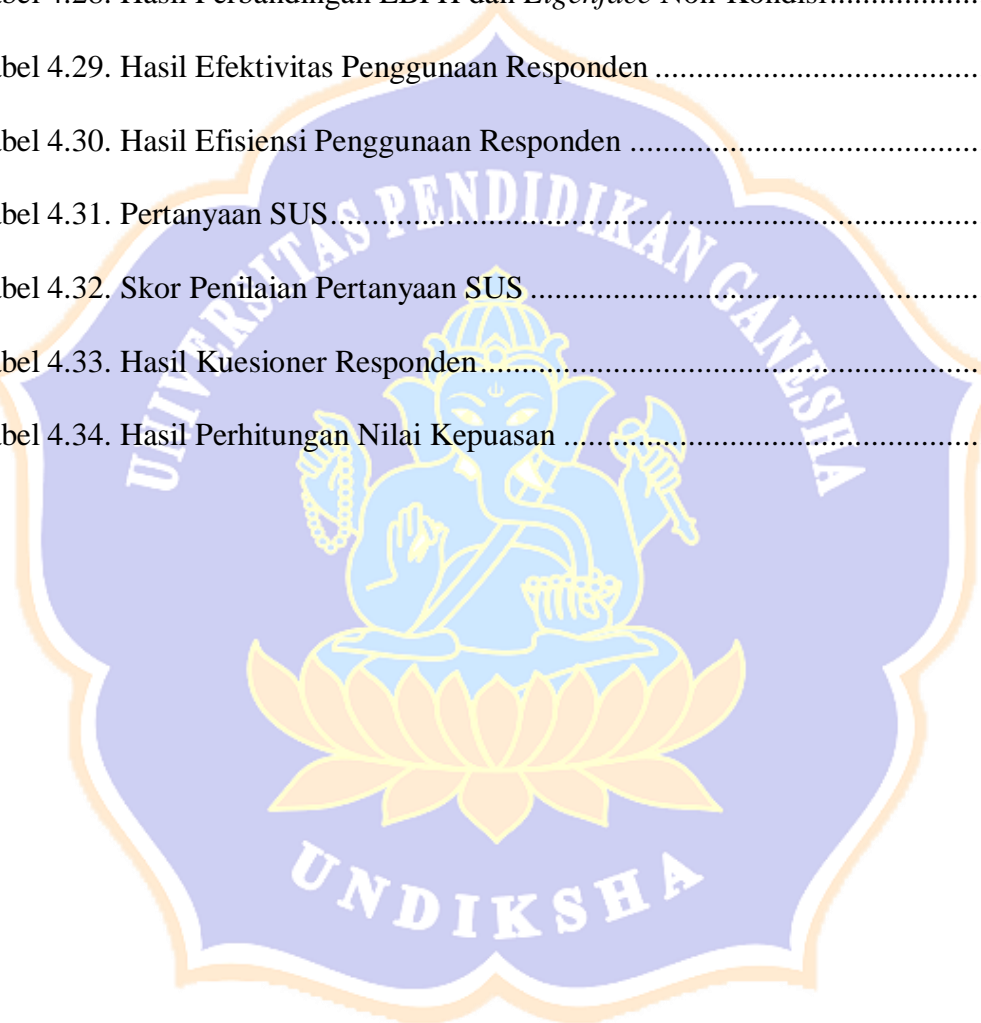 abel 4.28. Hasil Perbandingan LBPH dan Eigenface Non-Kondisi..................
bel 4.29. Hasil Efektivitas Penggunaan Responden ...................................
bel 4.30. Hasil Efisiensi Penggunaan Responden ......................................
bel 4.31. Pertanyaan SUS.......................................................................
bel 4.32. Skor Penilaian Pertanyaan SUS .................................................
bel 4.33. Hasil Kuesioner Responden.......................................................
bel 4.34. Hasil Perhitungan Nilai Kepuasan .............................................
UNIVERSITAS PENDIDIKAN GANESHA
UNDIKSHA